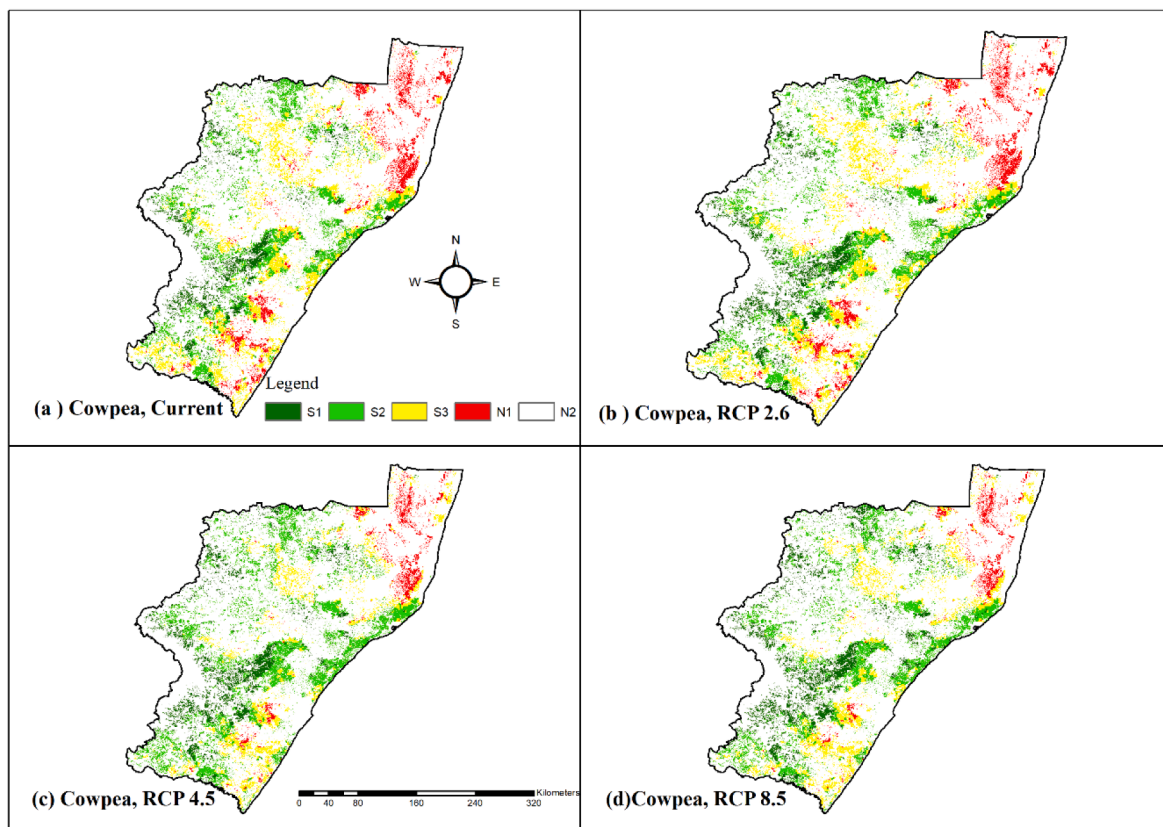 N
W E
S
Legend
(a ) Cowpea, Current
S1 S2 S3 N1 N2
(b ) Cowpea, RCP 2.6
(c) Cowpea, RCP 4.5
Kilometers
0 20 40 80 160 240 320
(d)Cowpea, RCP 8.5